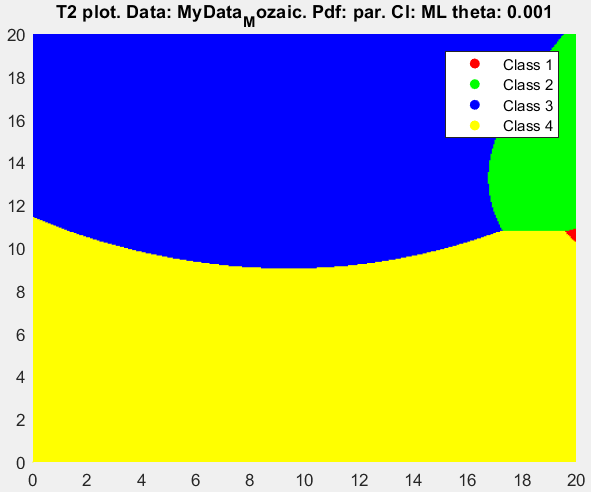 T2 plot. Data: MyData_Mozaic. Pdf: par. Cl: ML theta: 0.001
20
18
16
14
12
10
8
6
4
2
0
Class 1
Class 2
Class 3
Class 4
0 2 4 6 8 10 12 14 16 18 20